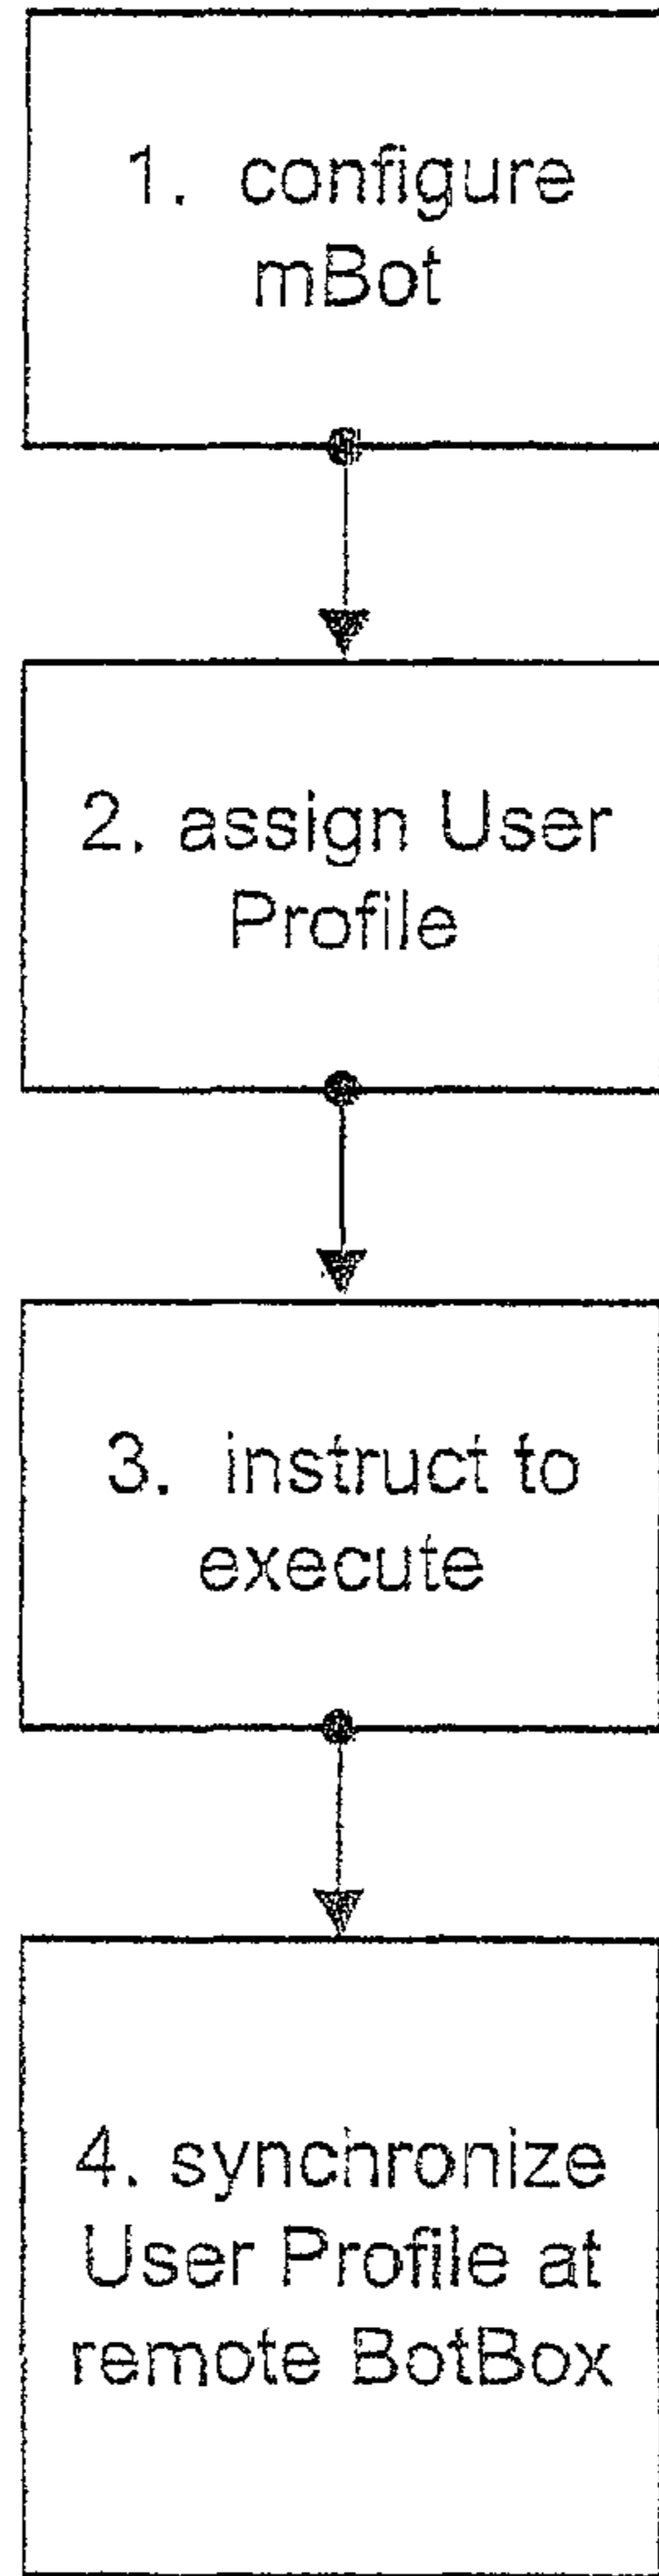 1. configure
mBot
2. assign User
Profile
3. instruct to
execute
4. synchronize
User Profile at
remote BotBox